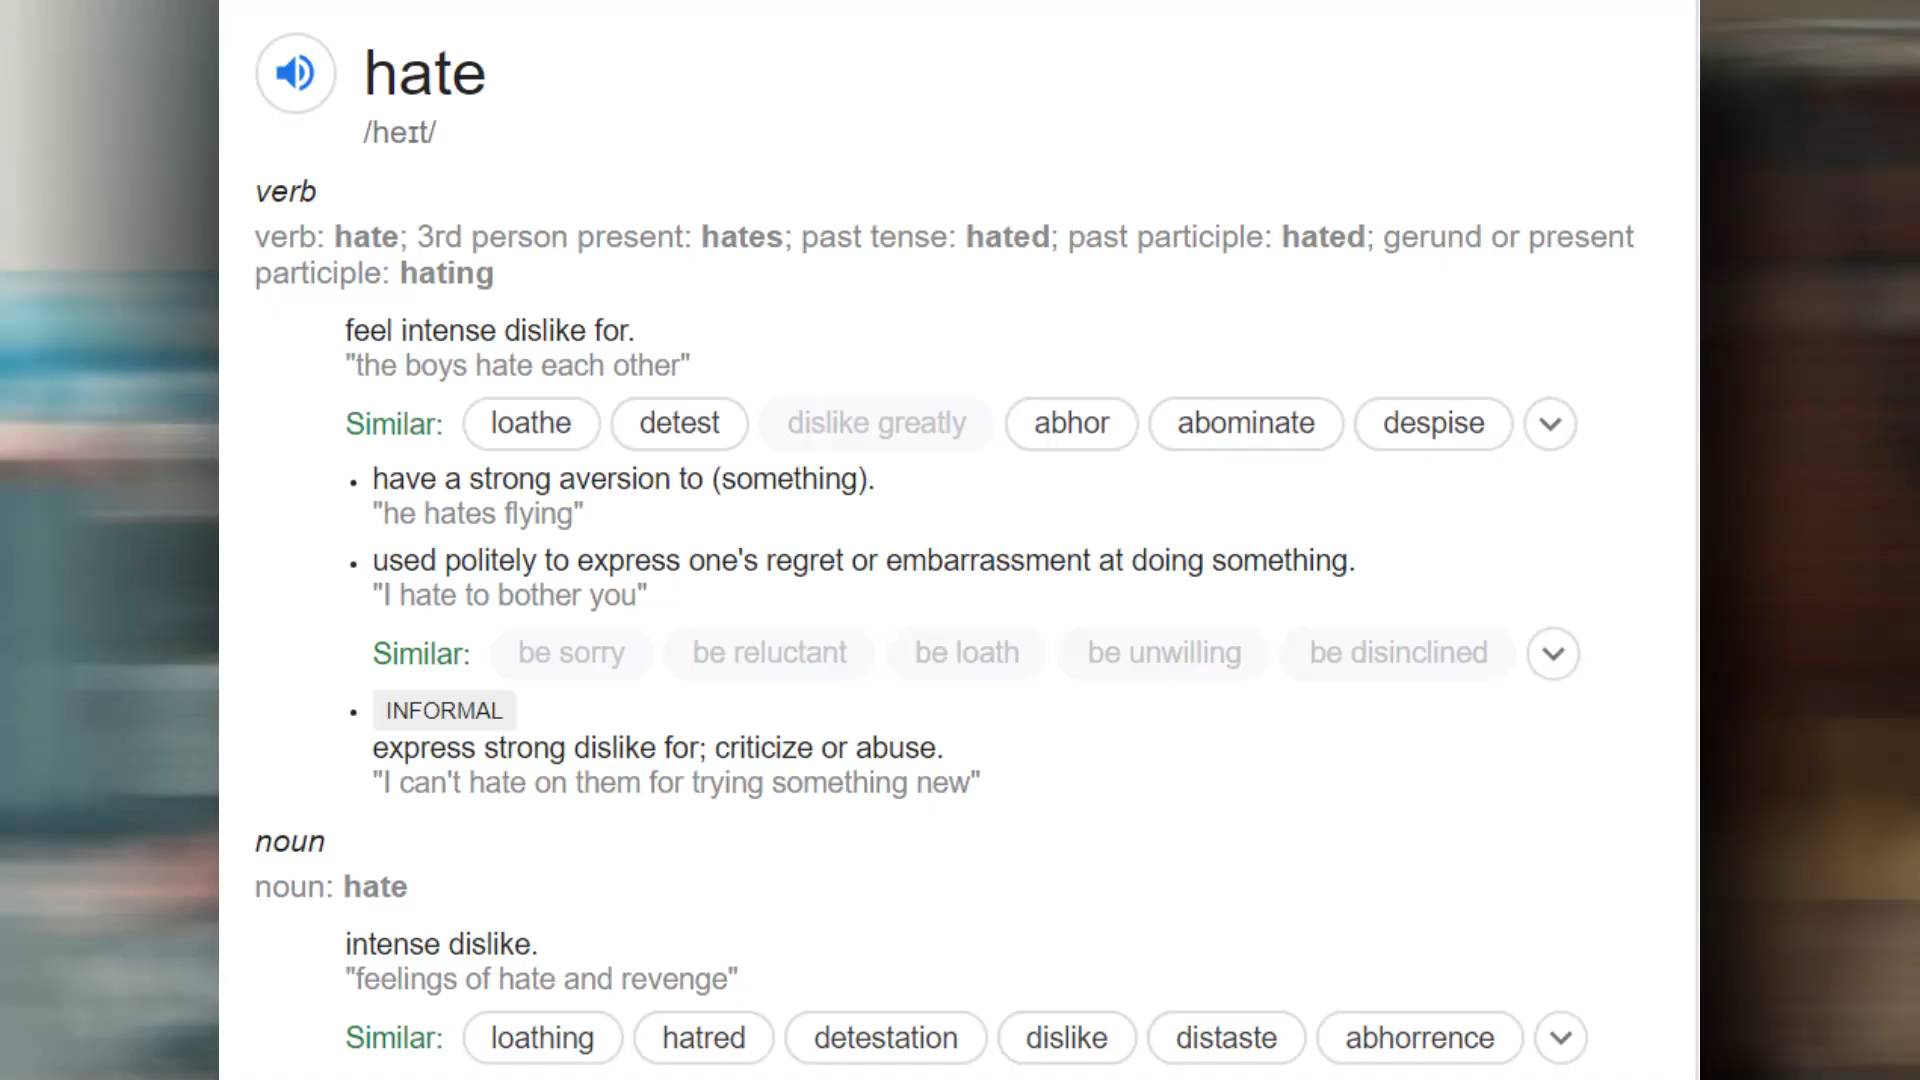 hate
/heɪt/
verb
verb: hate; 3rd person present: hates; past tense: hated; past participle: hated; gerund or present
participle: hating
feel intense dislike for.
"the boys hate each other"
Similar: loathe detest dislike greatly abhor abominate despise
• have a strong aversion to (something).
"he hates flying"
• used politely to express one's regret or embarrassment at doing something.
"I hate to bother you"
Similar: be sorry be reluctant be loath be unwilling be disinclined
• INFORMAL
express strong dislike for; criticize or abuse.
"I can't hate on them for trying something new"
noun
noun: hate
intense dislike.
"feelings of hate and revenge"
Similar: loathing hatred detestation dislike distaste abhorrence